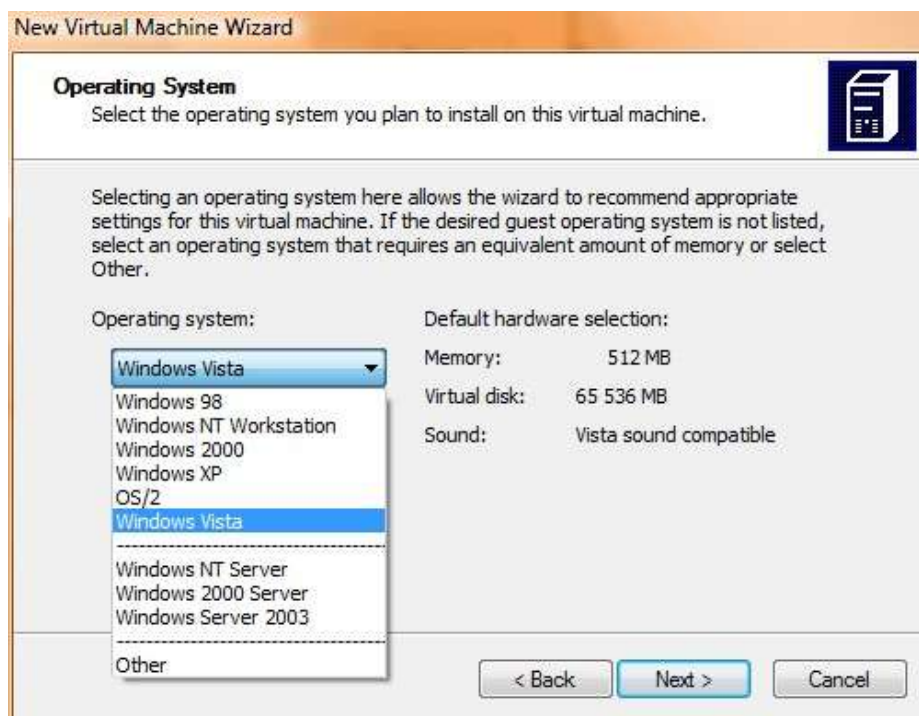 New Virtual Machine Wizard
Operating System
Select the operating system you plan to install on this virtual machine.
Selecting an operating system here allows the wizard to recommend appropriate
settings for this virtual machine. If the desired guest operating system is not listed,
select an operating system that requires an equivalent amount of memory or select
Other.
Operating system:
Windows Vista
Windows 98
Windows NT Workstation
Windows 2000
Windows XP
OS/2
Windows Vista
Windows NT Server
Windows 2000 Server
Windows Server 2003
Other
Default hardware selection:
Memory: 512 MB
Virtual disk: 65 536 MB
Sound: Vista sound compatible
< Back Next > Cancel